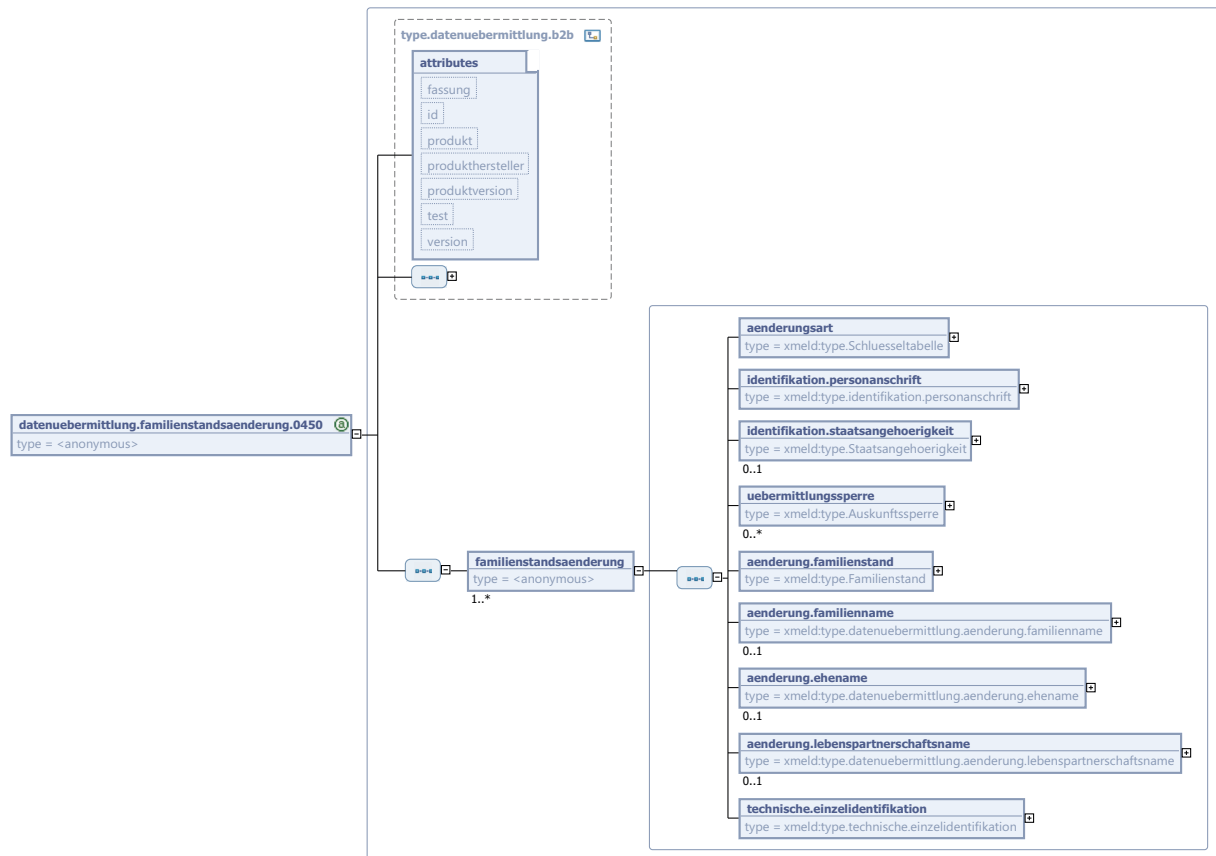 type.datenuebermittlung.b2b
attributes
fassung
id
produkt
produkthersteller
produktversion
test
version
datenuebermittlung.familienstandsaenderung.0450 a
type = <anonymous>
familienstandsaenderung
type = <anonymous>
1..*
aenderungsart
type = xmeld:type.Schluesseltabelle
identifikation.personanschrift
type = xmeld:type.identifikation.personanschrift
identifikation.staatsangehoerigkeit
type = xmeld:type.Staatsangehoerigkeit
0..1
uebermittlungssperre
type = xmeld:type.Auskunftssperre
0..*
aenderung.familienstand
type = xmeld:type.Familienstand
aenderung.familienname
type = xmeld:type.datenuebermittlung.aenderung.familienname
0..1
aenderung.ehename
type = xmeld:type.datenuebermittlung.aenderung.ehename
0..1
aenderung.lebenspartnerschaftsname
type = xmeld:type.datenuebermittlung.aenderung.lebenspartnerschaftsname
0..1
technische.einzelidentifikation
type = xmeld:type.technische.einzelidentifikation